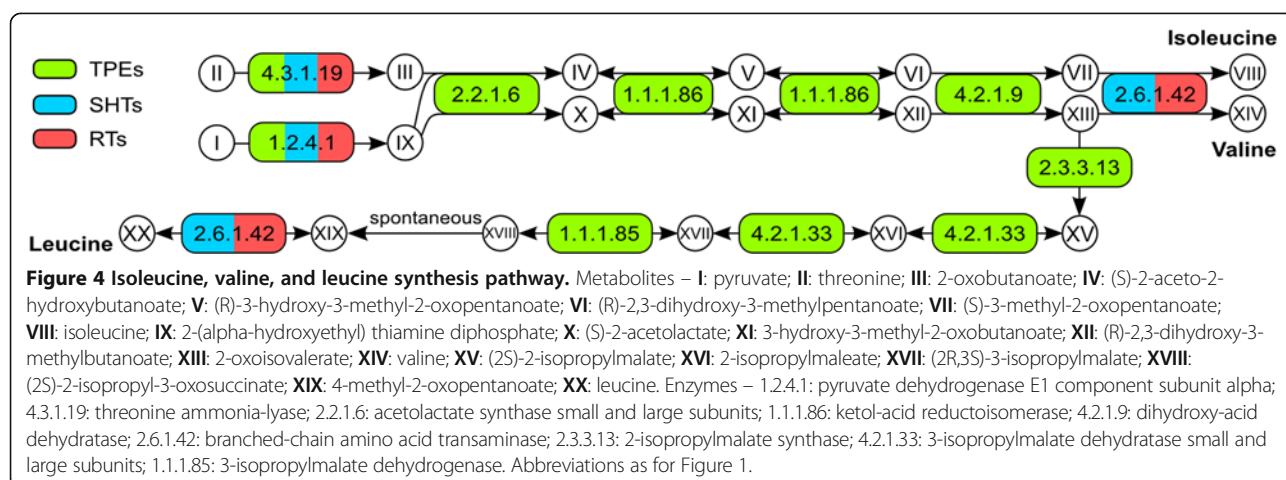 TPEs
SHTs
RTs
II
4.3.1.19
III
I
1.2.4.1
IX
2.2.1.6
IV
X
1.1.1.86
V
XI
1.1.1.86
VI
XII
4.2.1.9
VII
XIII
2.6.1.42
Isoleucine
VIII
XIV
Valine
2.3.3.13
Leucine
XX
2.6.1.42
XIX
spontaneous
XVIII
1.1.1.85
XVII
4.2.1.33
XVI
4.2.1.33
XV
Figure 4 Isoleucine, valine, and leucine synthesis pathway. Metabolites – I: pyruvate; II: threonine; III: 2-oxobutanoate; IV: (S)-2-aceto-2-
hydroxybutanoate; V: (R)-3-hydroxy-3-methyl-2-oxopentanoate; VI: (R)-2,3-dihydroxy-3-methylpentanoate; VII: (S)-3-methyl-2-oxopentanoate;
VIII: isoleucine; IX: 2-(alpha-hydroxyethyl) thiamine diphosphate; X: (S)-2-acetolactate; XI: 3-hydroxy-3-methyl-2-oxobutanoate; XII: (R)-2,3-dihydroxy-3-
methylbutanoate; XIII: 2-oxoisovalerate; XIV: valine; XV: (2S)-2-isopropylmalate; XVI: 2-isopropylmaleate; XVII: (2R,3S)-3-isopropylmalate; XVIII:
(2S)-2-isopropyl-3-oxosuccinate; XIX: 4-methyl-2-oxopentanoate; XX: leucine. Enzymes – 1.2.4.1: pyruvate dehydrogenase E1 component subunit alpha;
4.3.1.19: threonine ammonia-lyase; 2.2.1.6: acetolactate synthase small and large subunits; 1.1.1.86: ketol-acid reductoisomerase; 4.2.1.9: dihydroxy-acid
dehydratase; 2.6.1.42: branched-chain amino acid transaminase; 2.3.3.13: 2-isopropylmalate synthase; 4.2.1.33: 3-isopropylmalate dehydratase small and
large subunits; 1.1.1.85: 3-isopropylmalate dehydrogenase. Abbreviations as for Figure 1.